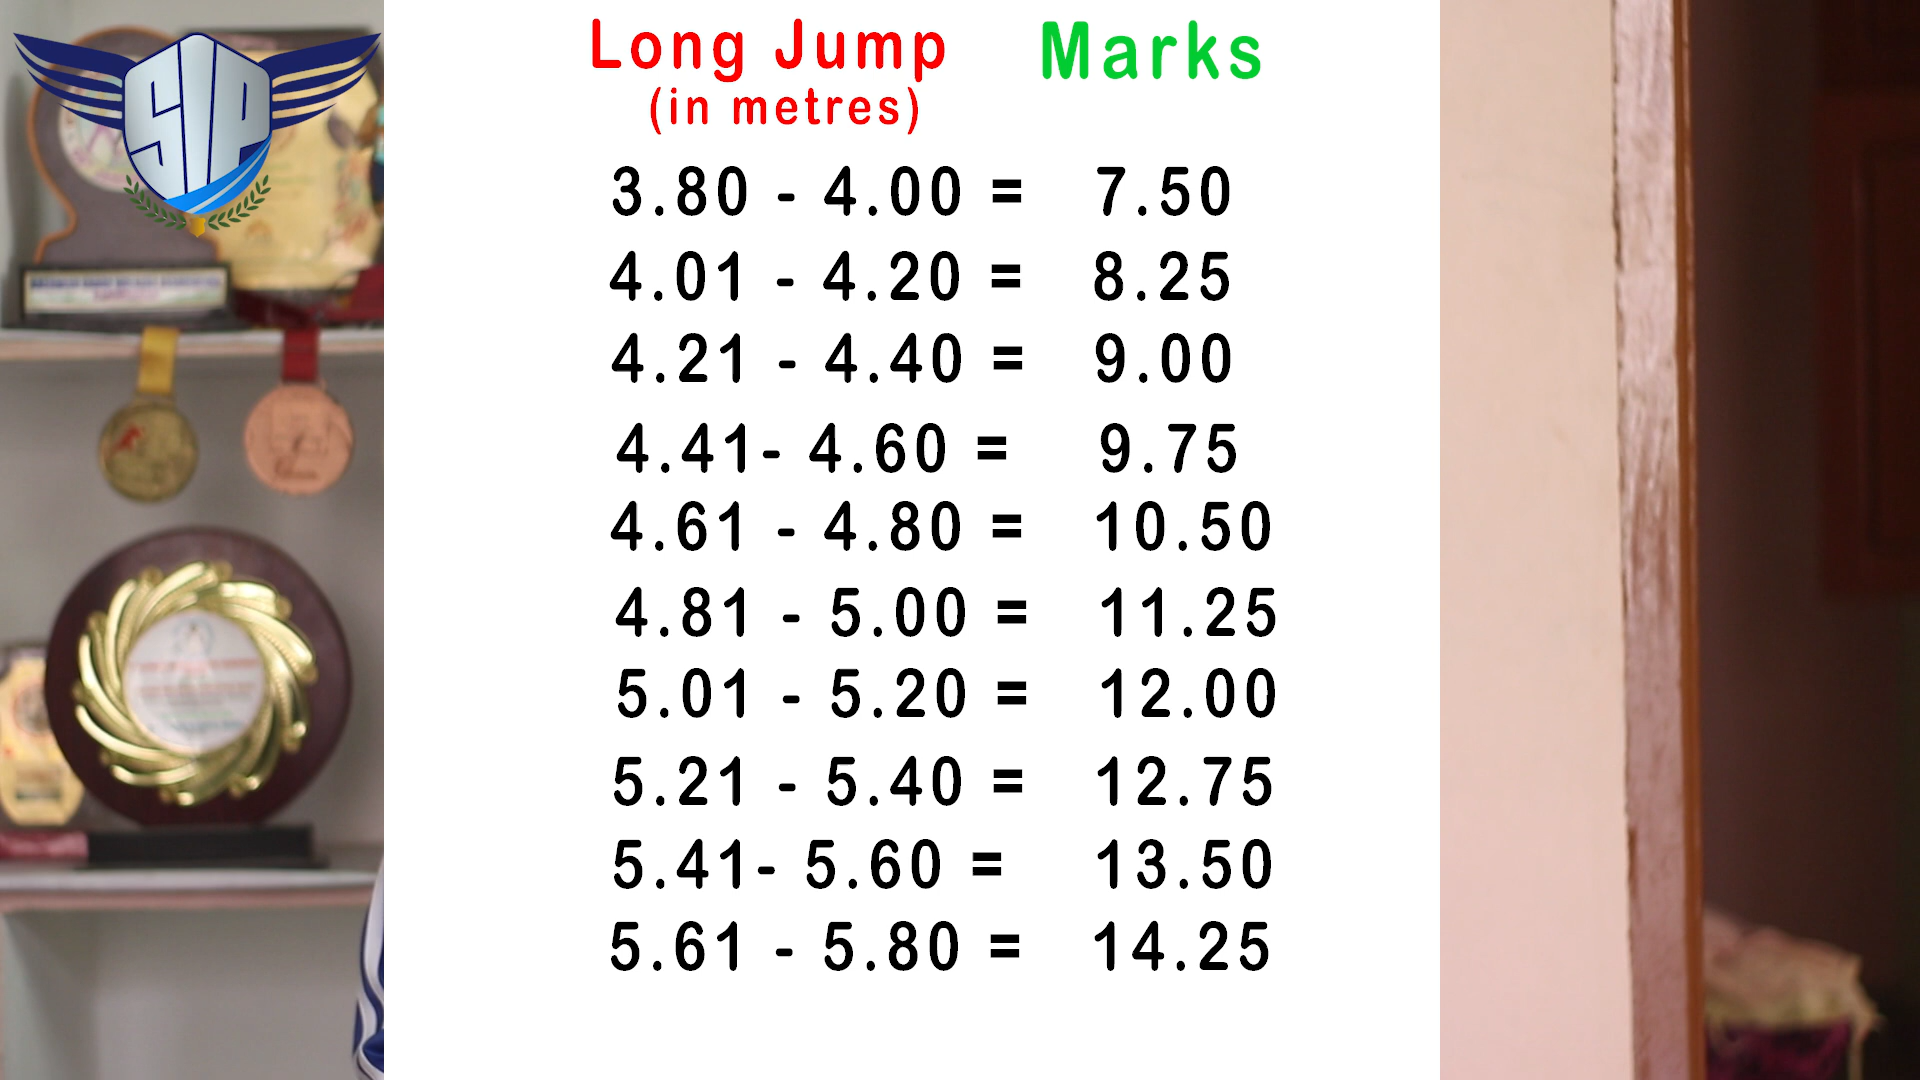 SIP
Long Jump Marks
(in metres)
3.80 - 4.00 = 7.50
4.01 - 4.20 = 8.25
4.21 - 4.40 = 9.00
4.41- 4.60 = 9.75
4.61 - 4.80 = 10.50
4.81 - 5.00 = 11.25
5.01 - 5.20 = 12.00
5.21 - 5.40 = 12.75
5.41- 5.60 = 13.50
5.61 - 5.80 = 14.25